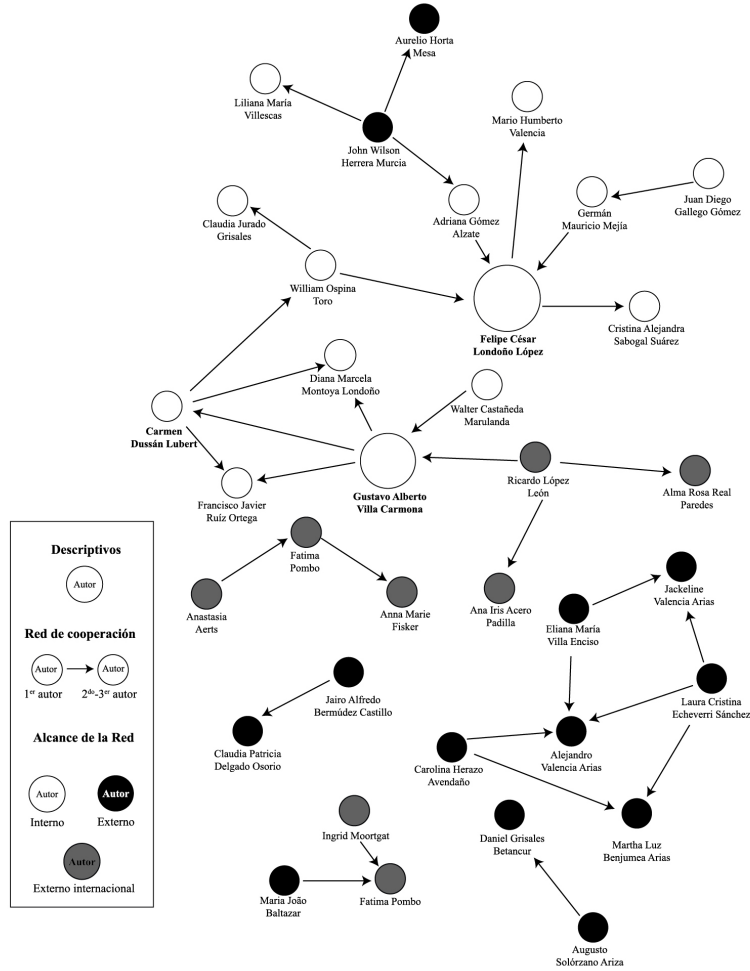 Aurelio Horta
Mesa
Liliana María
Villescas
John Wilson
Herrera Murcia
Mario Humberto
Valencia
Juan Diego
Gallego Gómez
Germán
Mauricio Mejía
Adriana Gómez
Alzate
Claudia Jurado
Grisales
William Ospina
Toro
Felipe César
Londoño López
Cristina Alejandra
Sabogal Suárez
Diana Marcela
Montoya Londoño
Walter Castañeda
Marulanda
Carmen
Dussán Lubert
Gustavo Alberto
Villa Carmona
Francisco Javier
Ruíz Ortega
Ricardo López
León
Alma Rosa Real
Paredes
Fatima
Pombo
Anastasia
Aerts
Anna Marie
Fisker
Ana Iris Acero
Padilla
Eliana María
Villa Enciso
Jackeline
Valencia Arias
Laura Cristina
Echeverri Sánchez
Jairo Alfredo
Bermúdez Castillo
Claudia Patricia
Delgado Osorio
Carolina Herazo
Avendaño
Alejandro
Valencia Arias
Martha Luz
Benjumea Arias
Ingrid Moortgat
Maria João
Baltazar
Fatima Pombo
Daniel Grisales
Betancur
Augusto
Solórzano Ariza
Descriptivos
Autor
Red de cooperación
Autor Autor
1er autor 2do-3er autor
Alcance de la Red
Autor Autor
Interno Externo
Autor
Externo internacional